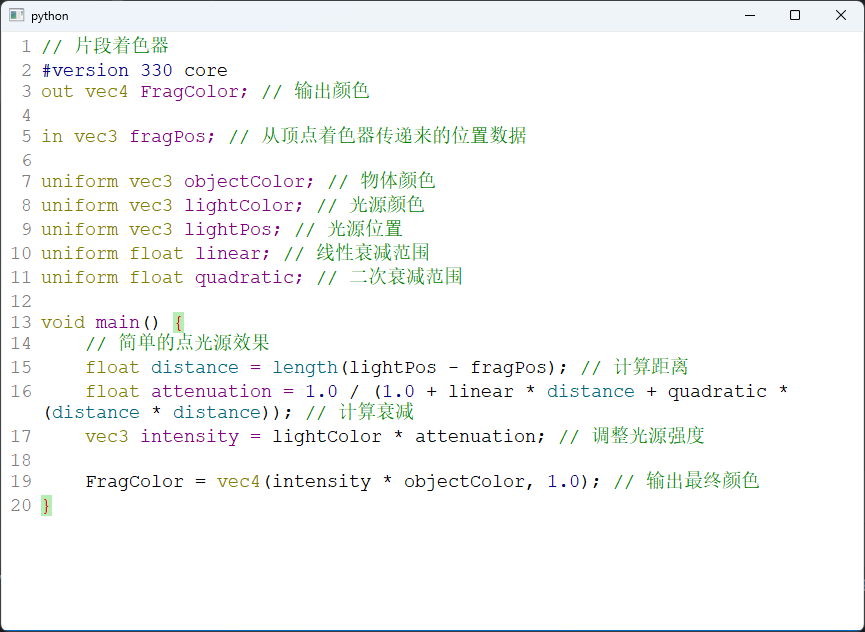 python
1 // 片段着色器
2 #version 330 core
3 out vec4 FragColor; // 输出颜色
4
5 in vec3 fragPos; // 从顶点着色器传递来的位置数据
6
7 uniform vec3 objectColor; // 物体颜色
8 uniform vec3 lightColor; // 光源颜色
9 uniform vec3 lightPos; // 光源位置
10 uniform float linear; // 线性衰减范围
11 uniform float quadratic; // 二次衰减范围
12
13 void main() {
14     // 简单的点光源效果
15     float distance = length(lightPos - fragPos); // 计算距离
16     float attenuation = 1.0 / (1.0 + linear * distance + quadratic *
(distance * distance)); // 计算衰减
17     vec3 intensity = lightColor * attenuation; // 调整光源强度
18
19     FragColor = vec4(intensity * objectColor, 1.0); // 输出最终颜色
20 }